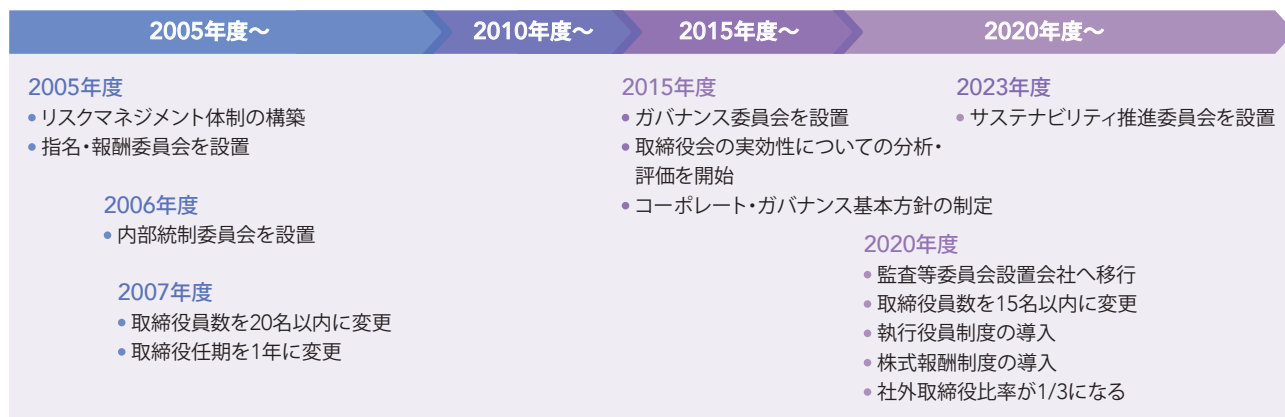 2005年度～
2010年度～
2015年度～
2020年度～
2005年度
• リスクマネジメント体制の構築
• 指名・報酬委員会を設置
2006年度
• 内部統制委員会を設置
2007年度
• 取締役員数を20名以内に変更
• 取締役任期を1年に変更
2015年度
• ガバナンス委員会を設置
• 取締役会の実効性についての分析・
評価を開始
• コーポレート・ガバナンス基本方針の制定
2020年度
• 監査等委員会設置会社へ移行
• 取締役員数を15名以内に変更
• 執行役員制度の導入
• 株式報酬制度の導入
• 社外取締役比率が1/3になる
2023年度
• サステナビリティ推進委員会を設置